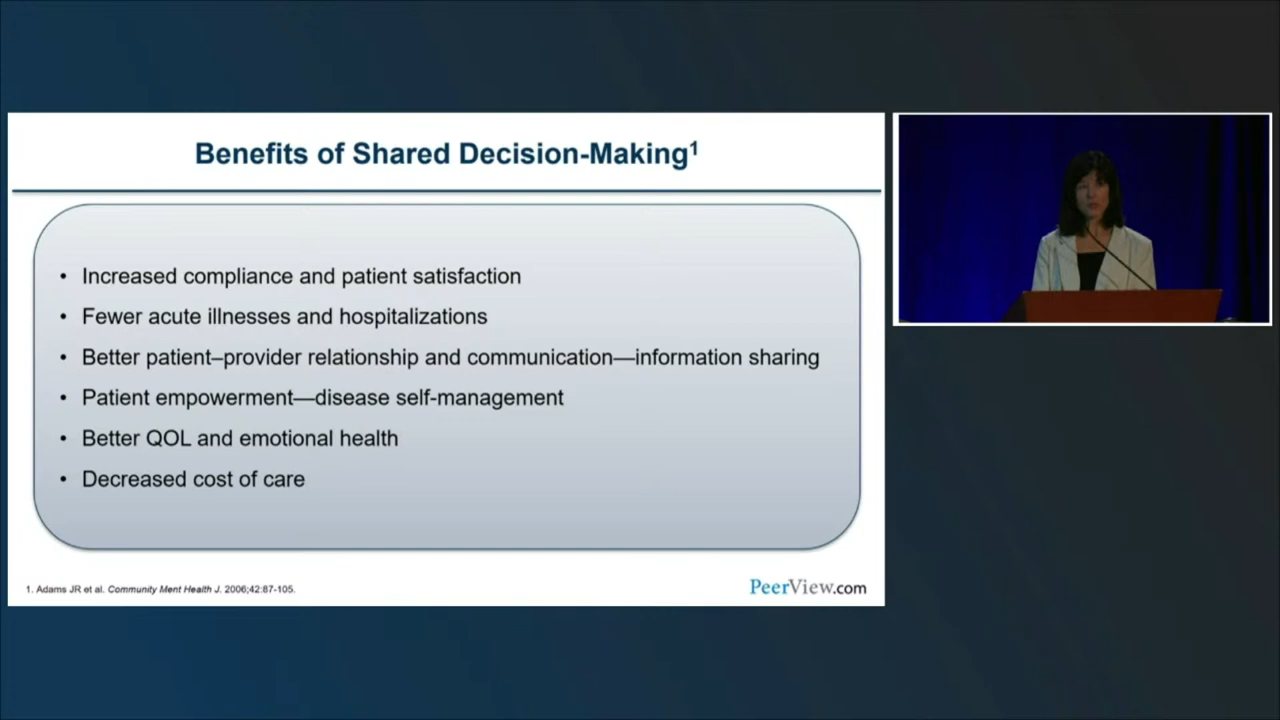 Benefits of Shared Decision-Making1
• Increased compliance and patient satisfaction
• Fewer acute illnesses and hospitalizations
• Better patient–provider relationship and communication—information sharing
• Patient empowerment—disease self-management
• Better QOL and emotional health
• Decreased cost of care
1. Adams JR et al. Community Ment Health J. 2006;42:87-105.
PeerView.com